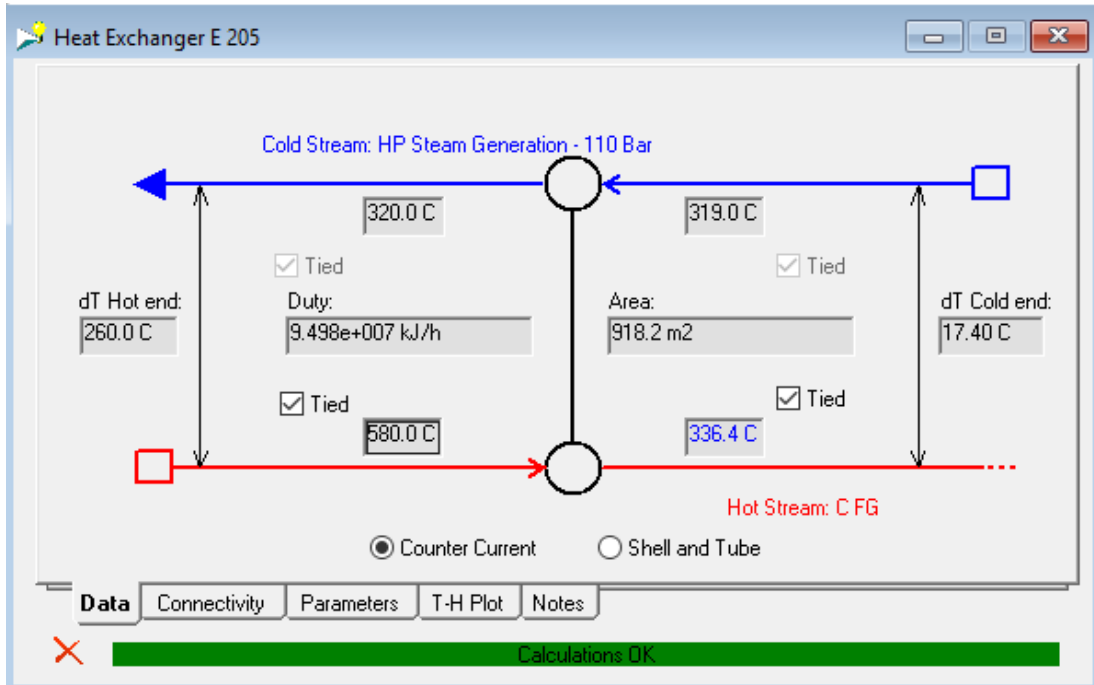 Heat Exchanger E 205
Cold Stream: HP Steam Generation - 110 Bar
320.0 C
319.0 C
Tied
Tied
dT Hot end:
Duty:
Area:
dT Cold end:
260.0 C
9.498e+007 kJ/h
918.2 m2
17.40 C
Tied
Tied
580.0 C
336.4 C
Hot Stream: C FG
Counter Current
Shell and Tube
Data
Connectivity
Parameters
T-H Plot
Notes
Calculations OK